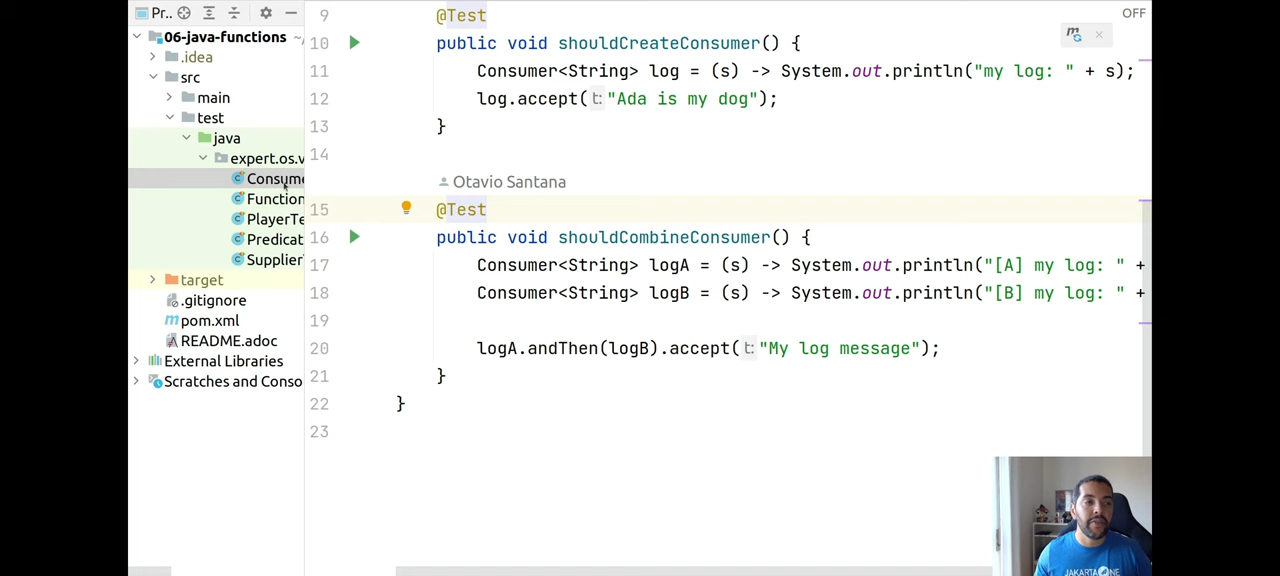 Pr..
06-java-functions ~
.idea
src
main
test
java
expert.os.v
Consume
Function
PlayerTe
Predicat
Supplier
target
.gitignore
pom.xml
README.adoc
External Libraries
Scratches and Conso
OFF
9 @Test
10 public void shouldCreateConsumer() {
11 Consumer<String> log = (s) -> System.out.println("my log: " + s);
12 log.accept( t: "Ada is my dog");
13 }
14
Otavio Santana
15 @Test
16 public void shouldCombineConsumer() {
17 Consumer<String> logA = (s) -> System.out.println("[A] my log: " +
18 Consumer<String> logB = (s) -> System.out.println("[B] my log: " +
19
20 logA.andThen(logB).accept( t: "My log message");
21 }
22 }
23
JAKARTAONE